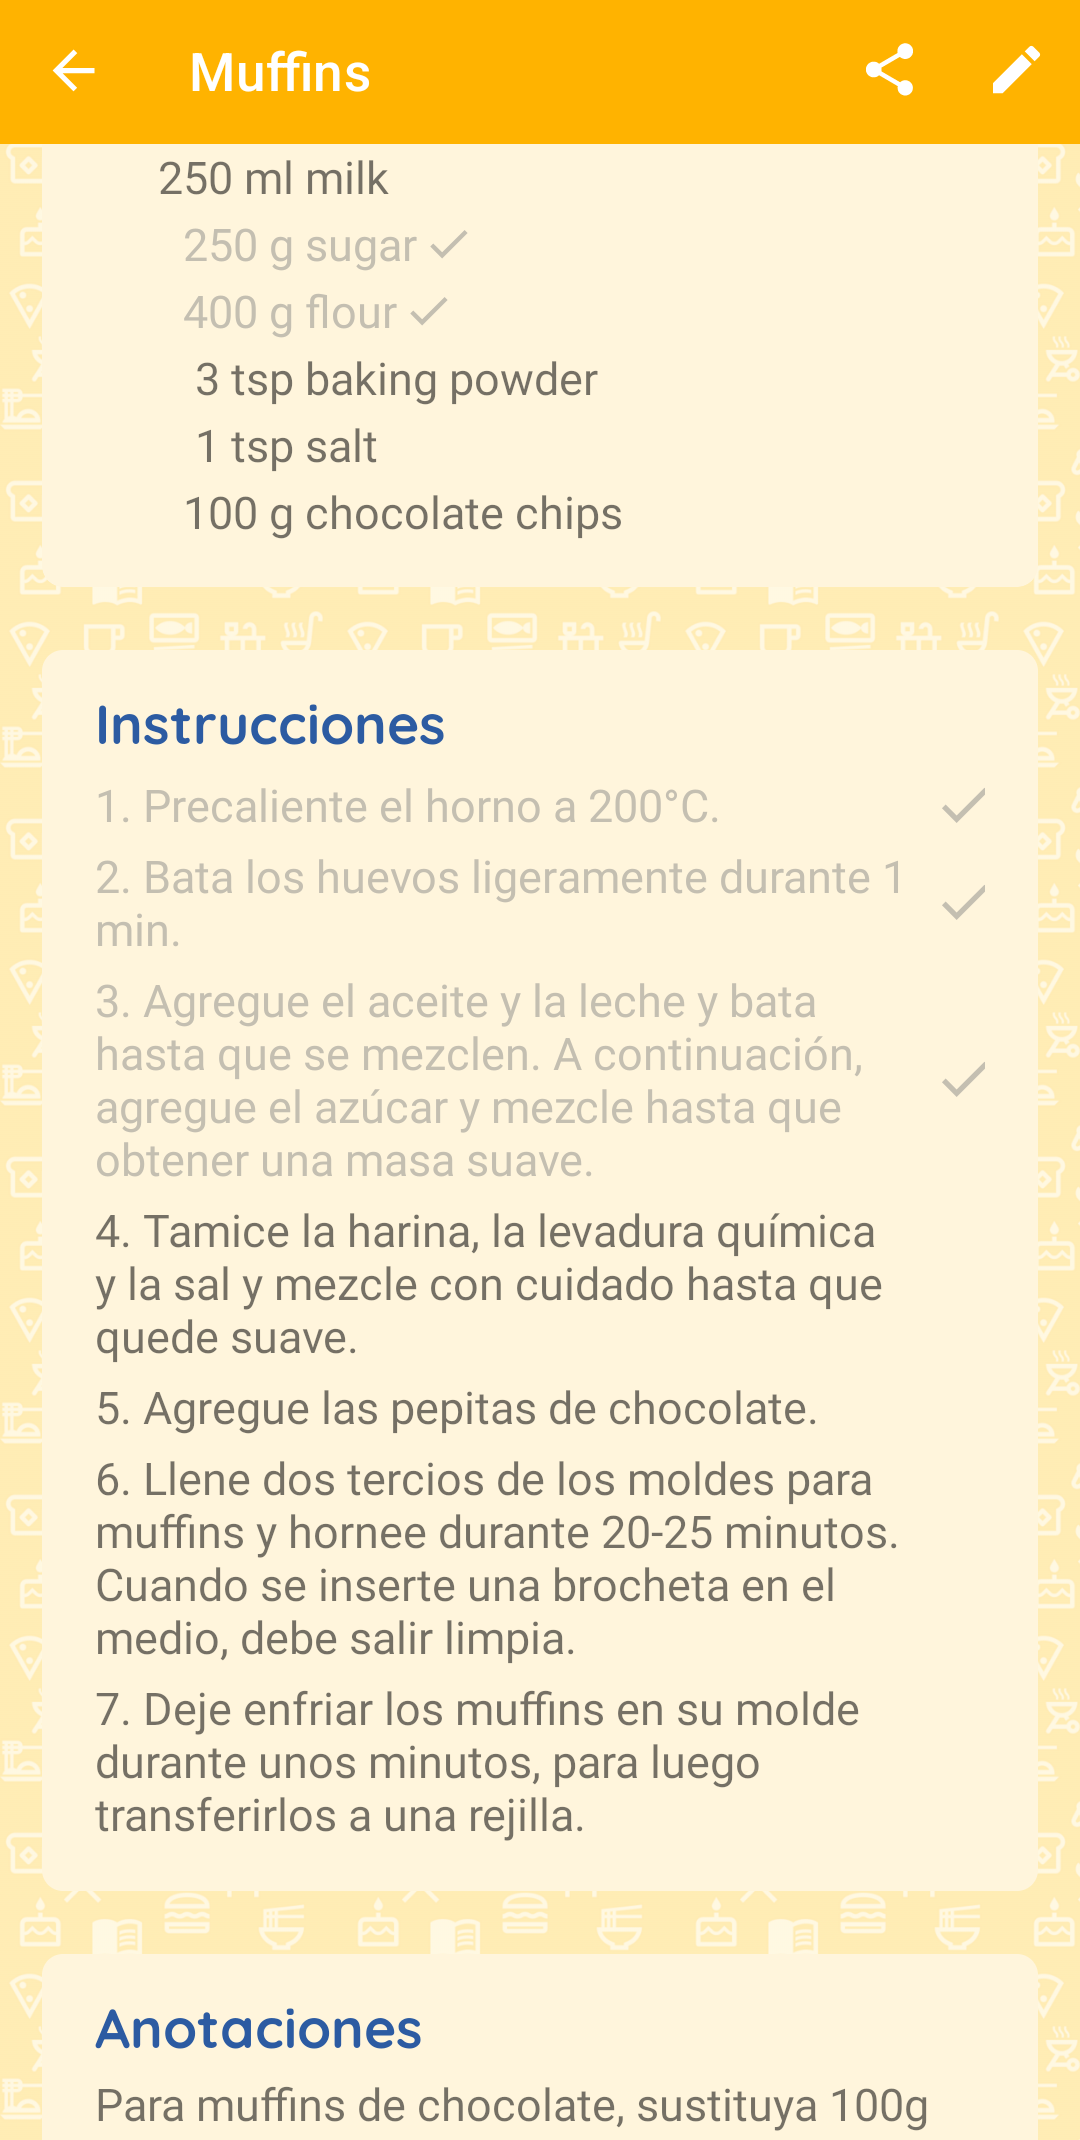 Muffins
250 ml milk
250 g sugar
400 g flour
3 tsp baking powder
1 tsp salt
100 g chocolate chips
Instrucciones
1. Precaliente el horno a 200°C.
2. Bata los huevos ligeramente durante 1
min.
3. Agregue el aceite y la leche y bata
hasta que se mezclen. A continuación,
agregue el azúcar y mezcle hasta que
obtener una masa suave.
4. Tamice la harina, la levadura química
y la sal y mezcle con cuidado hasta que
quede suave.
5. Agregue las pepitas de chocolate.
6. Llene dos tercios de los moldes para
muffins y hornee durante 20-25 minutos.
Cuando se inserte una brocheta en el
medio, debe salir limpia.
7. Deje enfriar los muffins en su molde
durante unos minutos, para luego
transferirlos a una rejilla.
Anotaciones
Para muffins de chocolate, sustituya 100g